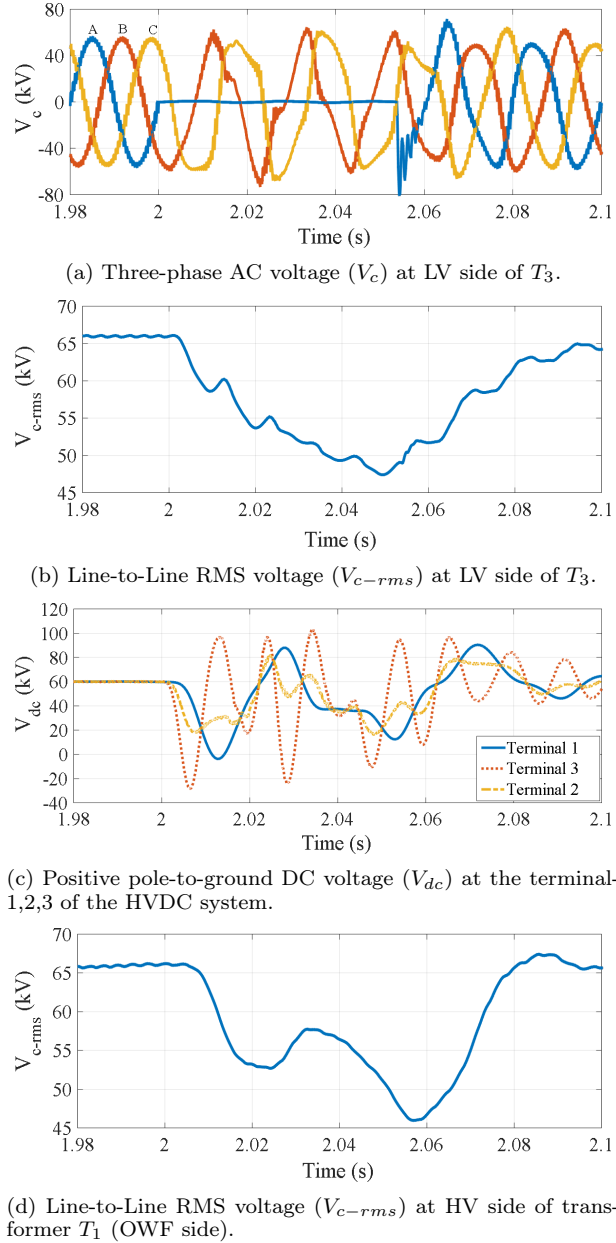 80
40
0
-40
-80
V_c (kV)
A B C
1.98 2 2.02 2.04 2.06 2.08 2.1
Time (s)
(a) Three-phase AC voltage (V_c) at LV side of T_3.
70
65
60
55
50
45
V_c-rms (kV)
1.98 2 2.02 2.04 2.06 2.08 2.1
Time (s)
(b) Line-to-Line RMS voltage (V_{c-rms}) at LV side of T_3.
120
100
80
60
40
20
0
-20
-40
V_dc (kV)
Terminal 1
Terminal 3
Terminal 2
1.98 2 2.02 2.04 2.06 2.08 2.1
Time (s)
(c) Positive pole-to-ground DC voltage (V_{dc}) at the terminal-
1,2,3 of the HVDC system.
70
65
60
55
50
45
V_c-rms (kV)
1.98 2 2.02 2.04 2.06 2.08 2.1
Time (s)
(d) Line-to-Line RMS voltage (V_{c-rms}) at HV side of trans-
former T_1 (OWF side).